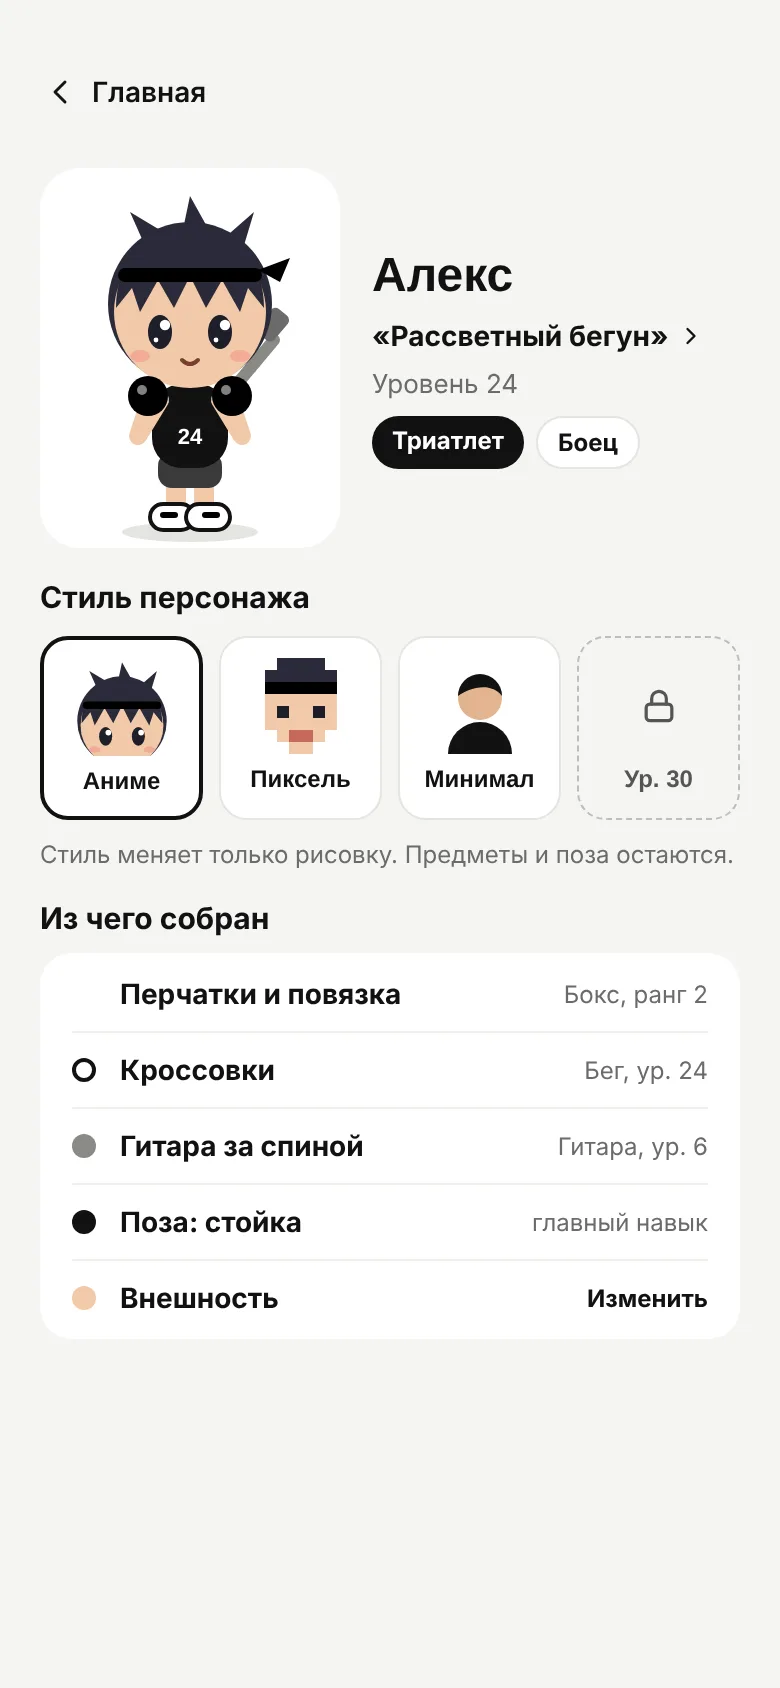 Главная
Алекс
«Рассветный бегун»
Уровень 24
Триатлет
Боец
24
Стиль персонажа
Аниме
Пиксель
Минимал
Ур. 30
Стиль меняет только рисовку. Предметы и поза остаются.
Из чего собран
Перчатки и повязка
Бокс, ранг 2
Кроссовки
Бег, ур. 24
Гитара за спиной
Гитара, ур. 6
Поза: стойка
главный навык
Внешность
Изменить